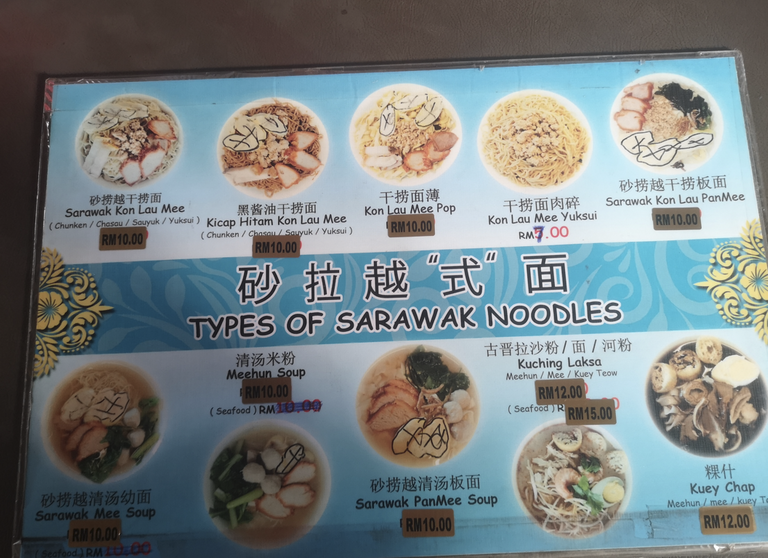 砂捞越干捞面
Sarawak Kon Lau Mee
( Chunken / Chasau / Sauyuk / Yuksui )
RM10.00
黑酱油干捞面
Kicap Hitam Kon Lau Mee
( Chunken / Chasau / Sauyuk / Yuksui )
RM10.00
干捞面薄
Kon Lau Mee Pop
RM10.00
干捞面肉碎
Kon Lau Mee Yuksui
RM7.00
砂捞越干捞板面
Sarawak Kon Lau PanMee
RM10.00
砂拉越“式”面
TYPES OF SARAWAK NOODLES
砂捞越清汤幼面
Sarawak Mee Soup
RM10.00
(Seafood) RM
清汤米粉
Meehun Soup
RM10.00
( Seafood ) RM
砂捞越清汤板面
Sarawak PanMee Soup
RM10.00
古晋拉沙粉 / 面 / 河粉
Kuching Laksa
Meehun / Mee / Kuey Teow
RM12.00
( Seafood ) RM15.00
粿什
Kuey Chap
Meehun / mee / kuey
RM12.00